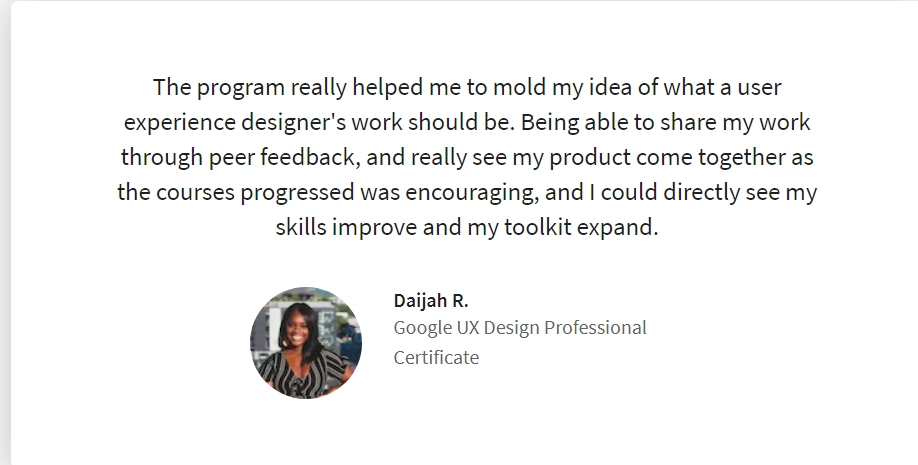 The program really helped me to mold my idea of what a user
experience designer's work should be. Being able to share my work
through peer feedback, and really see my product come together as
the courses progressed was encouraging, and I could directly see my
skills improve and my toolkit expand.
Daijah R.
Google UX Design Professional
Certificate